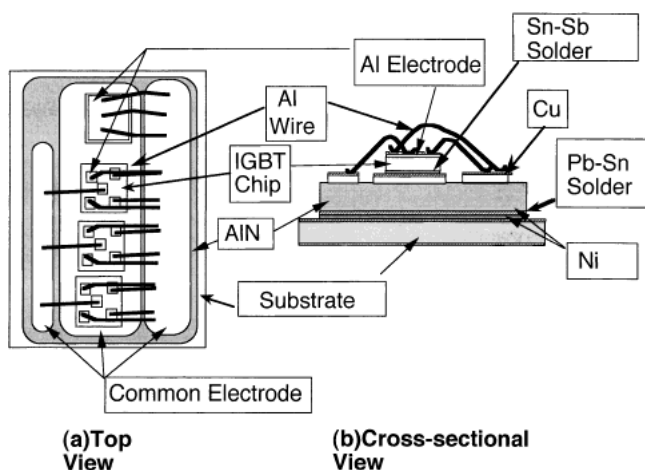 Sn-Sb
Solder
Al Electrode
Al
Wire
Cu
IGBT
Chip
Pb-Sn
Solder
AlN
Ni
Substrate
Common Electrode
(a)Top
View
(b)Cross-sectional
View